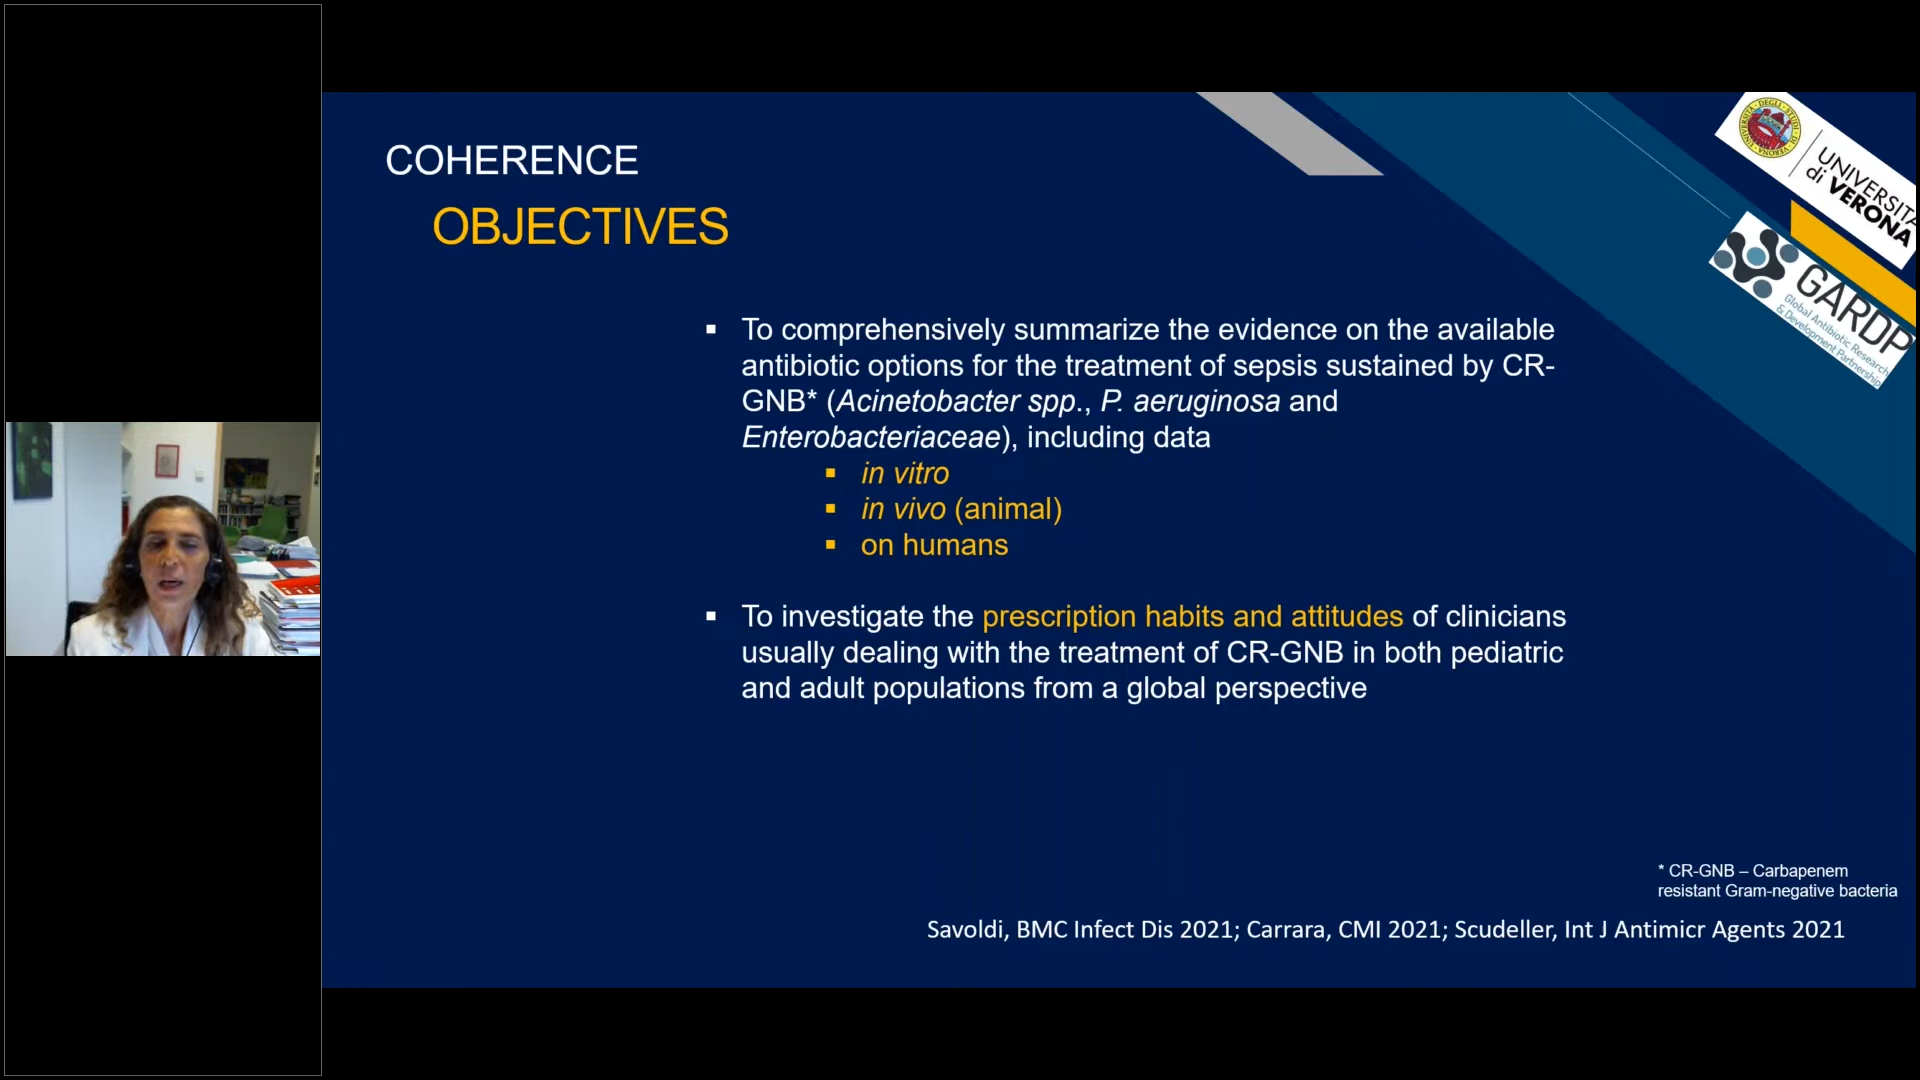 COHERENCE
OBJECTIVES
▪ To comprehensively summarize the evidence on the available
antibiotic options for the treatment of sepsis sustained by CR-
GNB* (Acinetobacter spp., P. aeruginosa and
Enterobacteriaceae), including data
▪ in vitro
▪ in vivo (animal)
▪ on humans
▪ To investigate the prescription habits and attitudes of clinicians
usually dealing with the treatment of CR-GNB in both pediatric
and adult populations from a global perspective
* CR-GNB – Carbapenem
resistant Gram-negative bacteria
Savoldi, BMC Infect Dis 2021; Carrara, CMI 2021; Scudeller, Int J Antimicr Agents 2021
UNIVERSITÀ
di VERONA
GARDP
Global Antibiotic Research
& Development Partnership